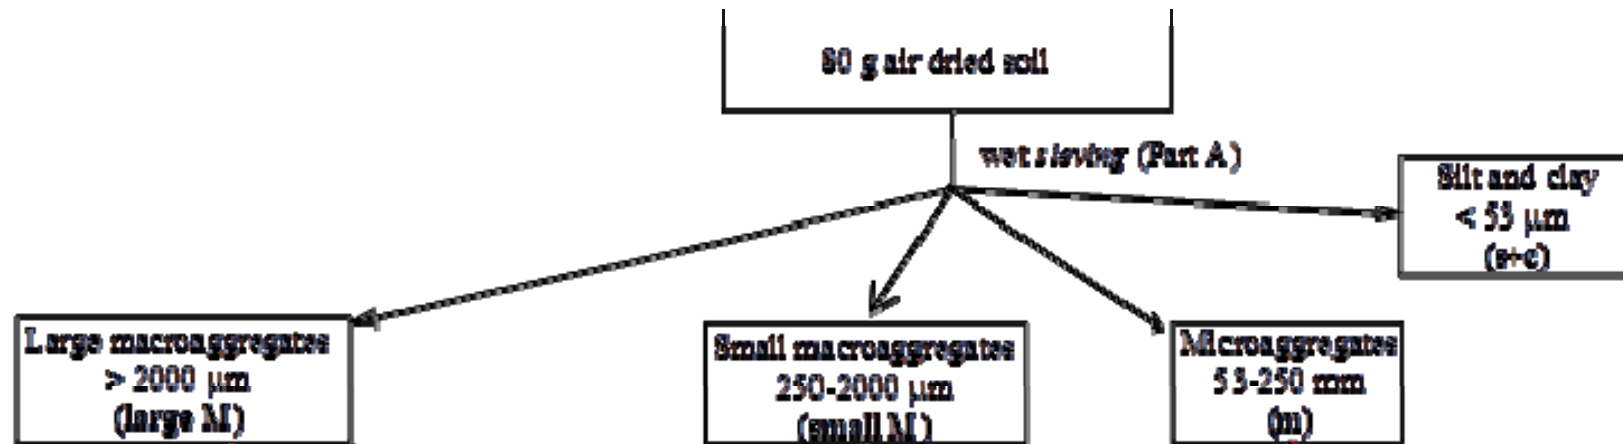 80 g air dried soil
wet sieving (Part A)
Silt and clay
< 53 μm
(s+c)
Large macroaggregates
> 2000 μm
(large M)
Small macroaggregates
250-2000 μm
(small M)
Microaggregates
53-250 mm
(m)